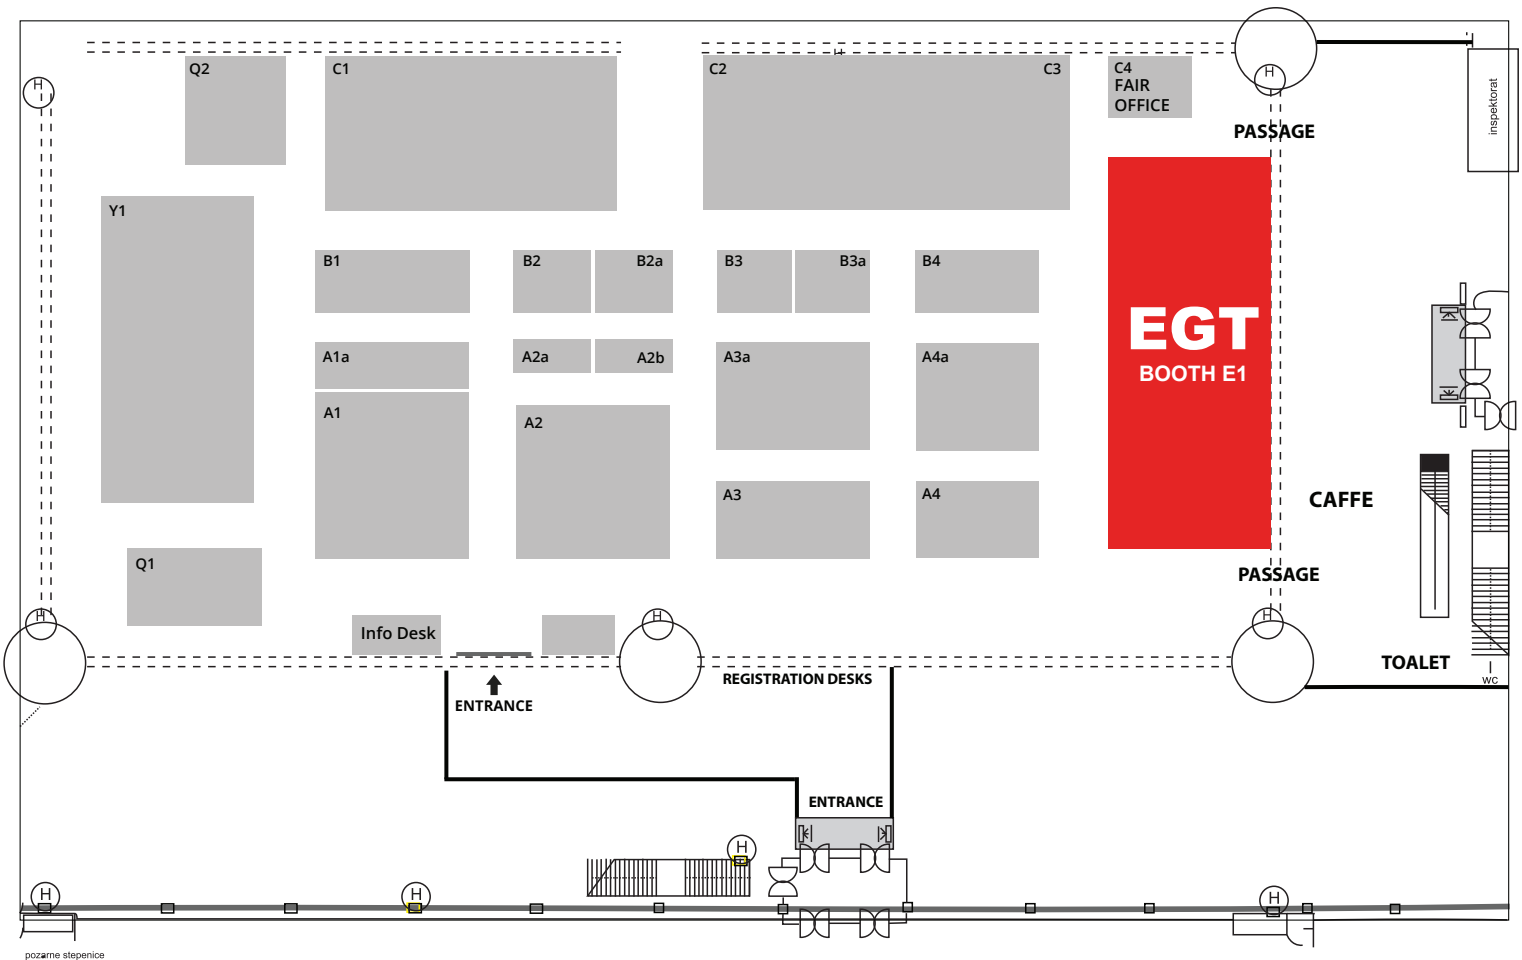 H
Q2
C1
C2
C3
C4
FAIR
OFFICE
H
H
inspektorat
PASSAGE
Y1
B1
B2
B2a
B3
B3a
B4
EGT
BOOTH E1
A1a
A2a
A2b
A3a
A4a
A1
A2
A3
A4
CAFFE
Q1
PASSAGE
H
H
H
Info Desk
TOALET
WC
REGISTRATION DESKS
ENTRANCE
ENTRANCE
H
H
H
H
pozarne stepenice